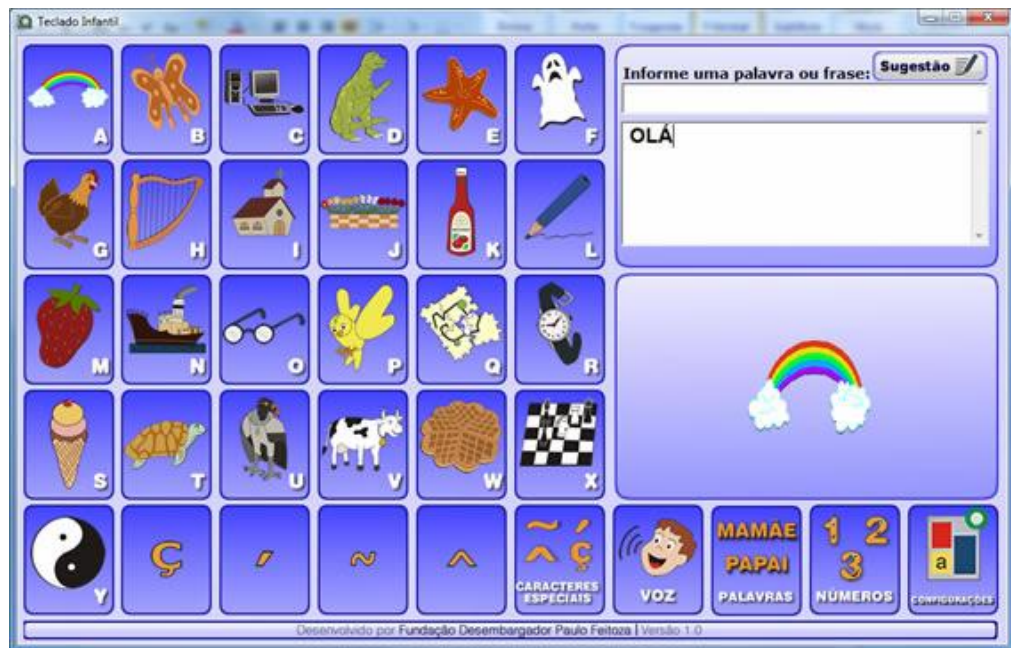 Teclado Infantil
A B C D E F
Informe uma palavra ou frase: Sugestão
OLÁ
G H I J K L
M N O P Q R
S T U V W X
Y Ç ´ ~ ^ ~ ´ ^ Ç
CARACTERES
ESPECIAIS
VOZ
MAMAE
PAPAI
PALAVRAS
1 2
3
NÚMEROS
a
CONFIGURAÇÕES
Desenvolvido por Fundação Desembargador Paulo Feitoza | Versão 1.0